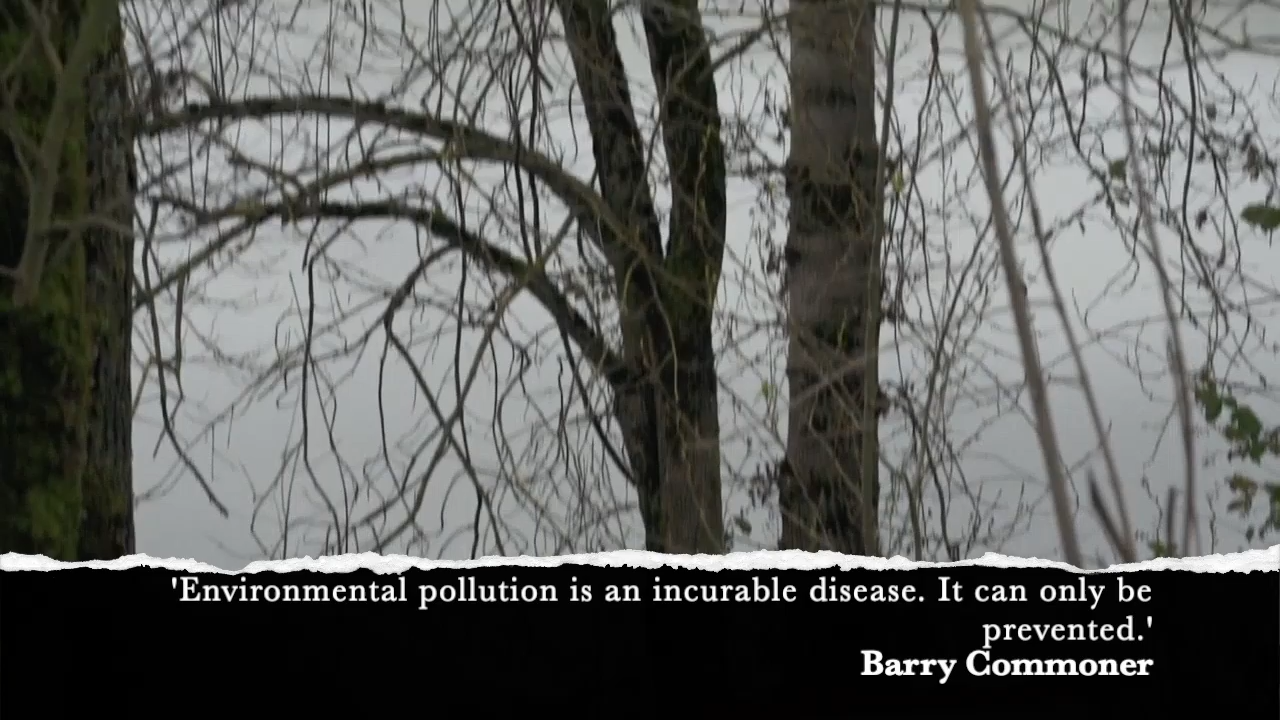 'Environmental pollution is an incurable disease. It can only be
prevented.'
Barry Commoner